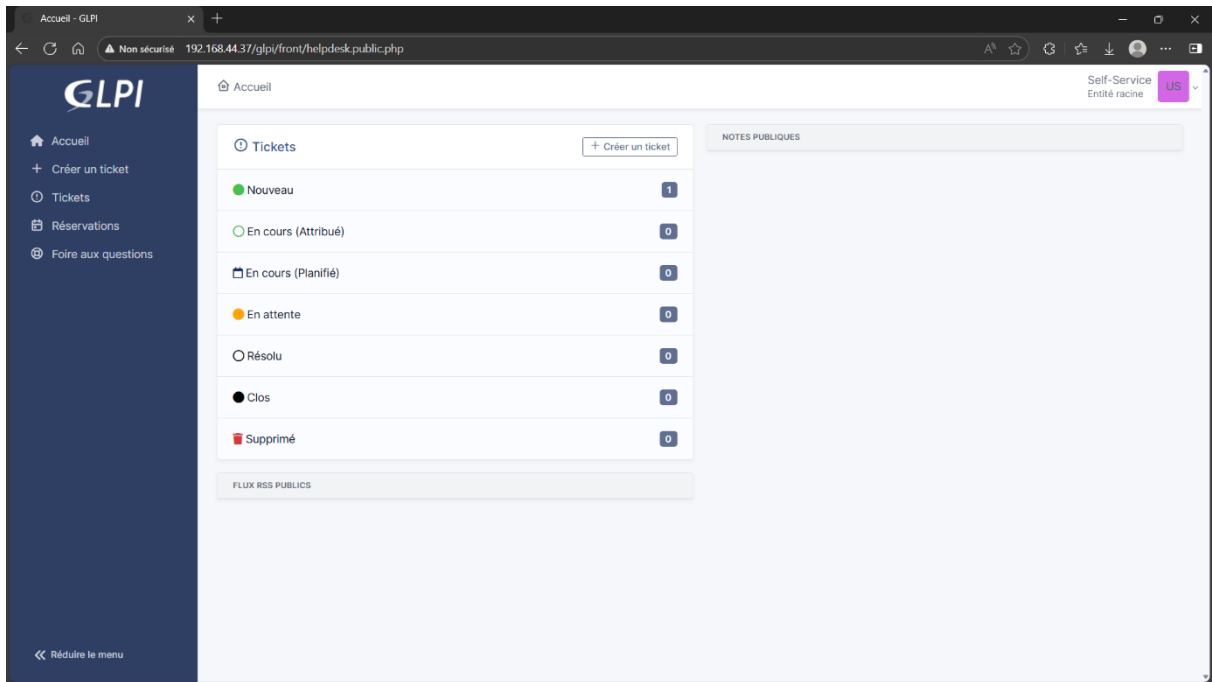 Accueil - GLPI
Non sécurisé 192.168.44.37/glpi/front/helpdesk.public.php
GLPI
Accueil
Créer un ticket
Tickets
Réservations
Foire aux questions
Réduire le menu
Accueil
Self-Service
Entité racine
US
Tickets
+ Créer un ticket
Nouveau 1
En cours (Attribué) 0
En cours (Planifié) 0
En attente 0
Résolu 0
Clos 0
Supprimé 0
FLUX RSS PUBLICS
NOTES PUBLIQUES